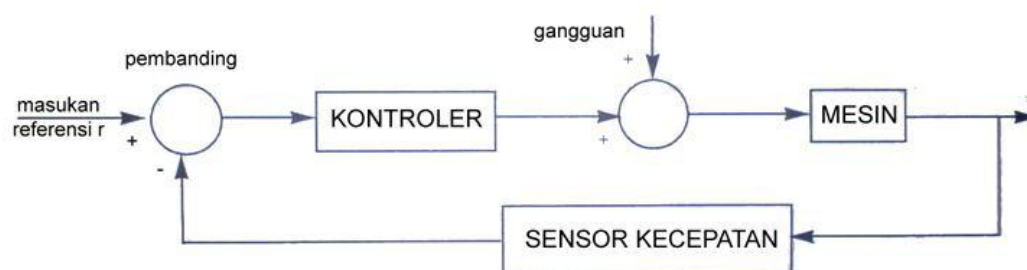 gangguan
+
pembanding
masukan
referensi r
+
-
KONTROLER
+
MESIN
SENSOR KECEPATAN